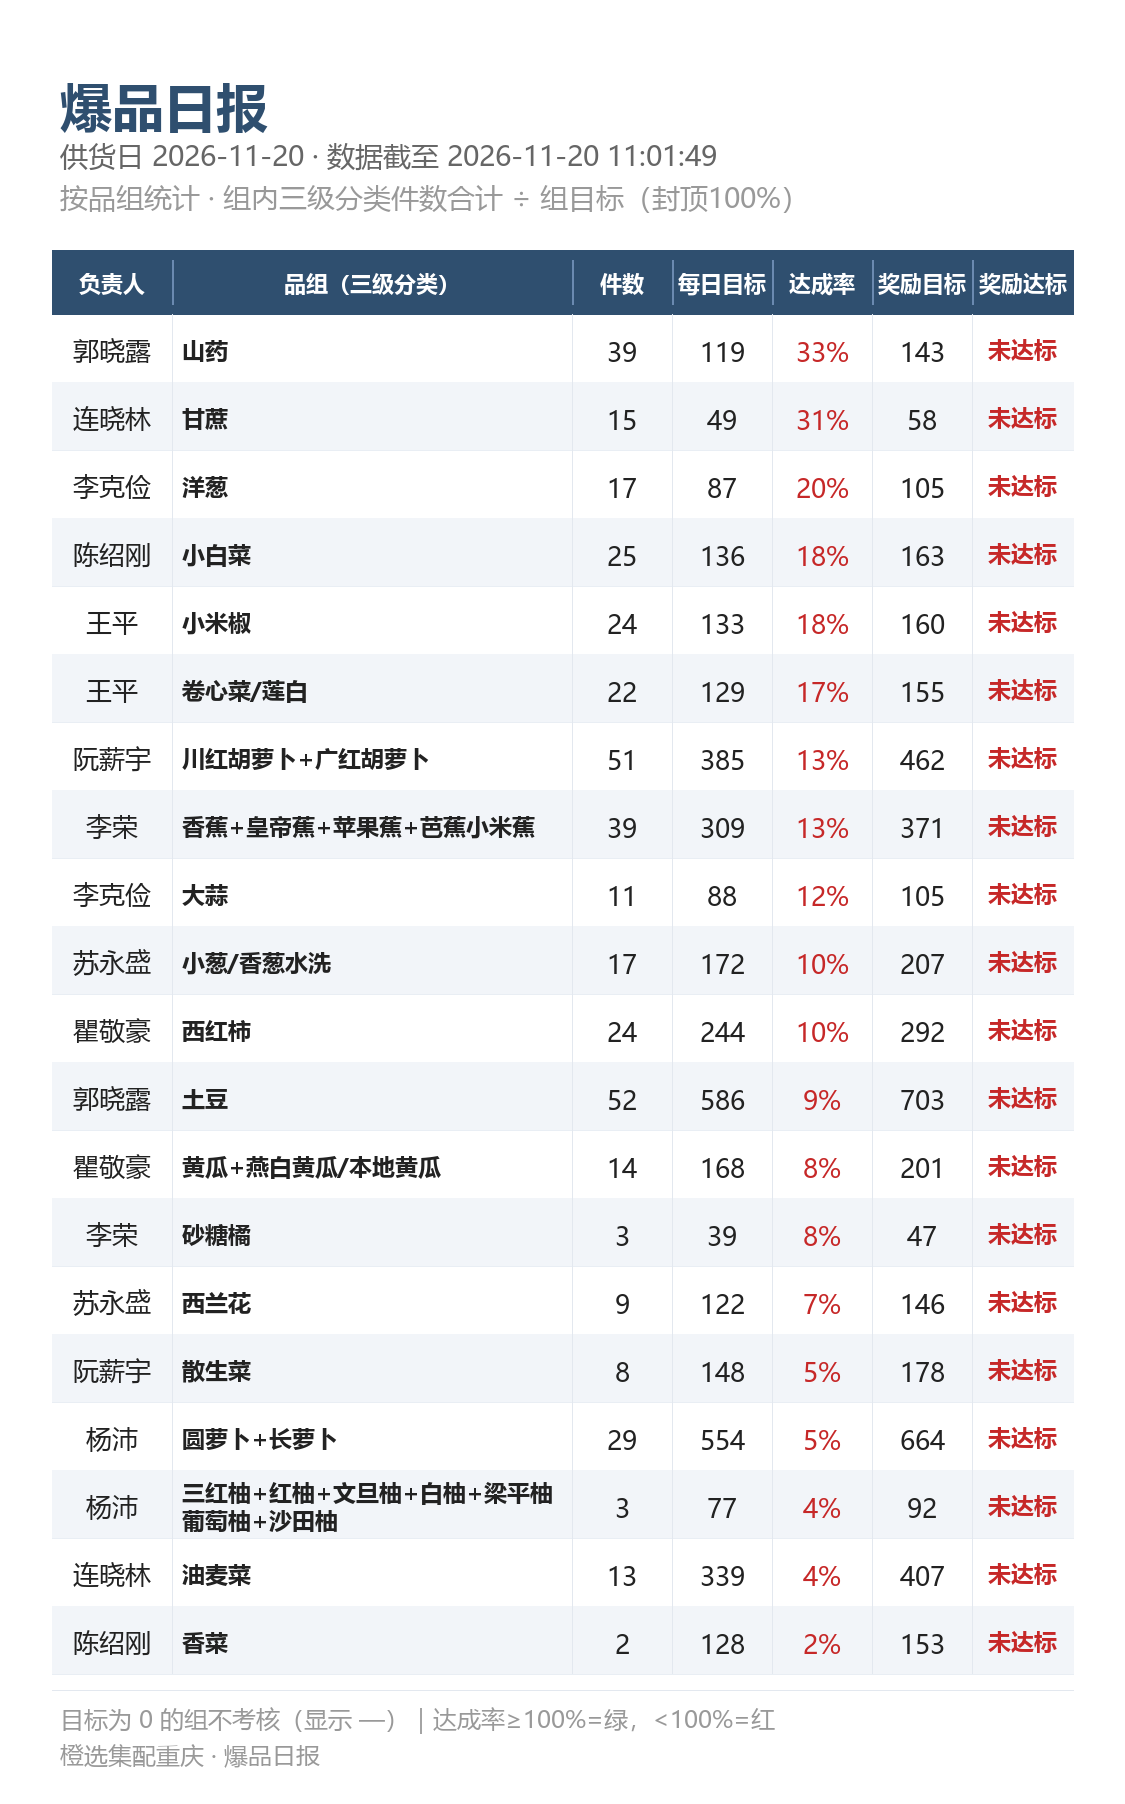 爆品日报
供货日 2026-11-20 · 数据截至 2026-11-20 11:01:49
按品组统计 · 组内三级分类件数合计 ÷ 组目标（封顶100%）
负责人 品组（三级分类） 件数 每日目标 达成率 奖励目标 奖励达标
郭晓露 山药 39 119 33% 143 未达标
连晓林 甘蔗 15 49 31% 58 未达标
李克俭 洋葱 17 87 20% 105 未达标
陈绍刚 小白菜 25 136 18% 163 未达标
王平 小米椒 24 133 18% 160 未达标
王平 卷心菜/莲白 22 129 17% 155 未达标
阮薪宇 川红胡萝卜+广红胡萝卜 51 385 13% 462 未达标
李荣 香蕉+皇帝蕉+苹果蕉+芭蕉小米蕉 39 309 13% 371 未达标
李克俭 大蒜 11 88 12% 105 未达标
苏永盛 小葱/香葱水洗 17 172 10% 207 未达标
瞿敬豪 西红柿 24 244 10% 292 未达标
郭晓露 土豆 52 586 9% 703 未达标
瞿敬豪 黄瓜+燕白黄瓜/本地黄瓜 14 168 8% 201 未达标
李荣 砂糖橘 3 39 8% 47 未达标
苏永盛 西兰花 9 122 7% 146 未达标
阮薪宇 散生菜 8 148 5% 178 未达标
杨沛 圆萝卜+长萝卜 29 554 5% 664 未达标
杨沛 三红柚+红柚+文旦柚+白柚+梁平柚 3 77 4% 92 未达标
葡萄柚+沙田柚
连晓林 油麦菜 13 339 4% 407 未达标
陈绍刚 香菜 2 128 2% 153 未达标
目标为 0 的组不考核（显示 —）｜达成率≥100%=绿，<100%=红
橙选集配重庆 · 爆品日报